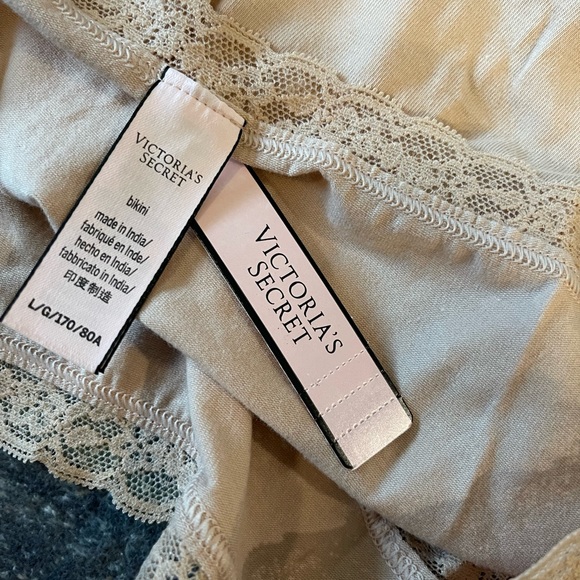 VICTORIA'S
SECRET
bikini
made in India/
fabriqué en Inde/
hecho en India/
fabbricato in India/
印度制造
L/G/170/80A
VICTORIA'S
SECRET